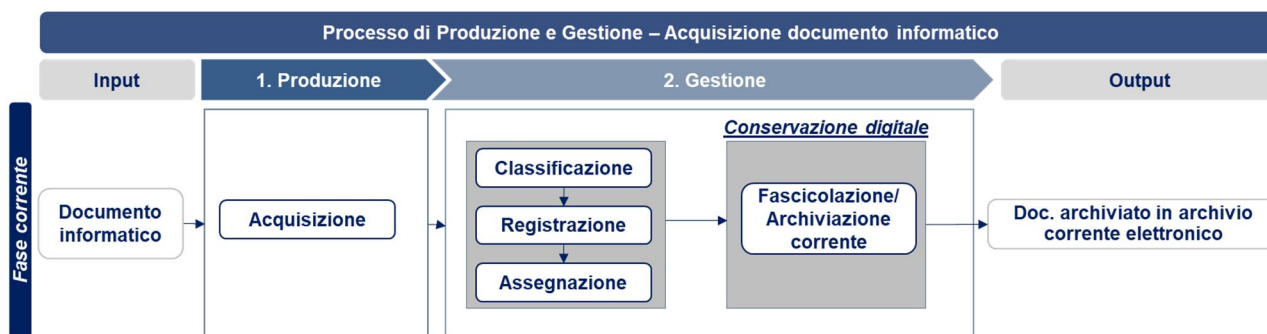 Processo di Produzione e Gestione – Acquisizione documento informatico
Input
1. Produzione
2. Gestione
Output
Fase corrente
Documento
informatico
Acquisizione
Classificazione
Registrazione
Assegnazione
Conservazione digitale
Fascicolazione/
Archiviazione
corrente
Doc. archiviato in archivio
corrente elettronico